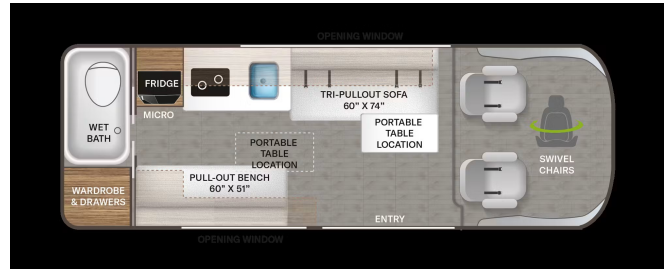 OPENING WINDOW
FRIDGE
MICRO
WET
BATH
TRI-PULLOUT SOFA
60" X 74"
PORTABLE
TABLE
LOCATION
PORTABLE
TABLE
LOCATION
SWIVEL
CHAIRS
PULL-OUT BENCH
60" X 51"
WARDROBE
& DRAWERS
ENTRY
OPENING WINDOW